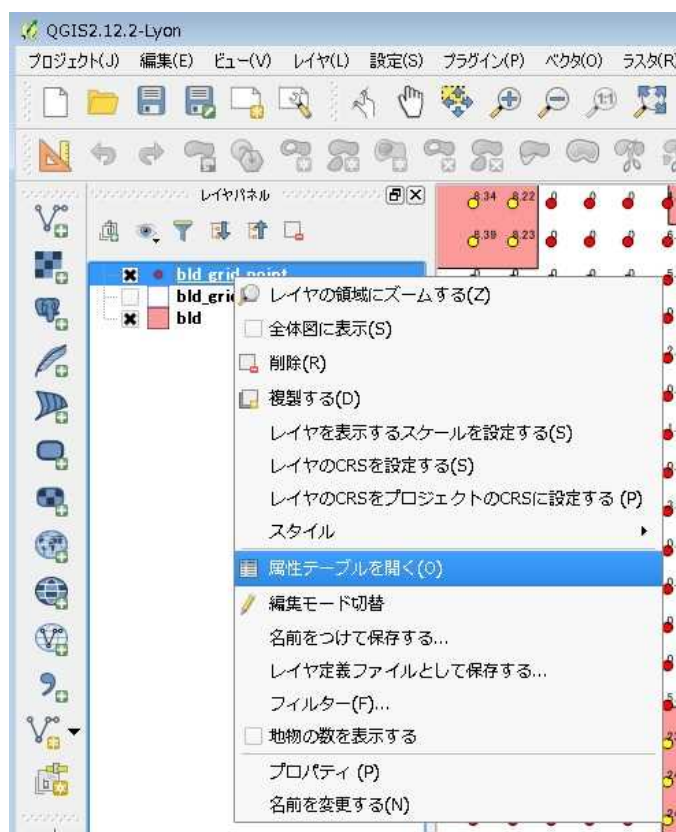 QGIS2.12.2-Lyon
プロジェクト(J) 編集(E) ビュー(V) レイヤ(L) 設定(S) プラグイン(P) ベクタ(O) ラスタ(R)
レイヤパネル
8.34 8.22
8.39 8.23
bld_grid_point
bld_grid
bld
レイヤの領域にズームする(Z)
全体図に表示(S)
削除(R)
複製する(D)
レイヤを表示するスケールを設定する(S)
レイヤのCRSを設定する(S)
レイヤのCRSをプロジェクトのCRSに設定する (P)
スタイル
属性テーブルを開く(O)
編集モード切替
名前をつけて保存する...
レイヤ定義ファイルとして保存する...
フィルター(F)...
地物の数を表示する
プロパティ (P)
名前を変更する(N)